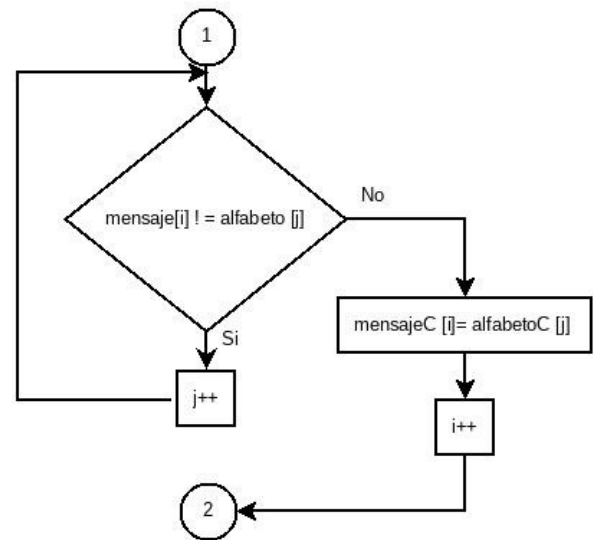 1
No
mensaje[i] ! = alfabeto [j]
mensajeC [i]= alfabetoC [j]
Si
j++
i++
2